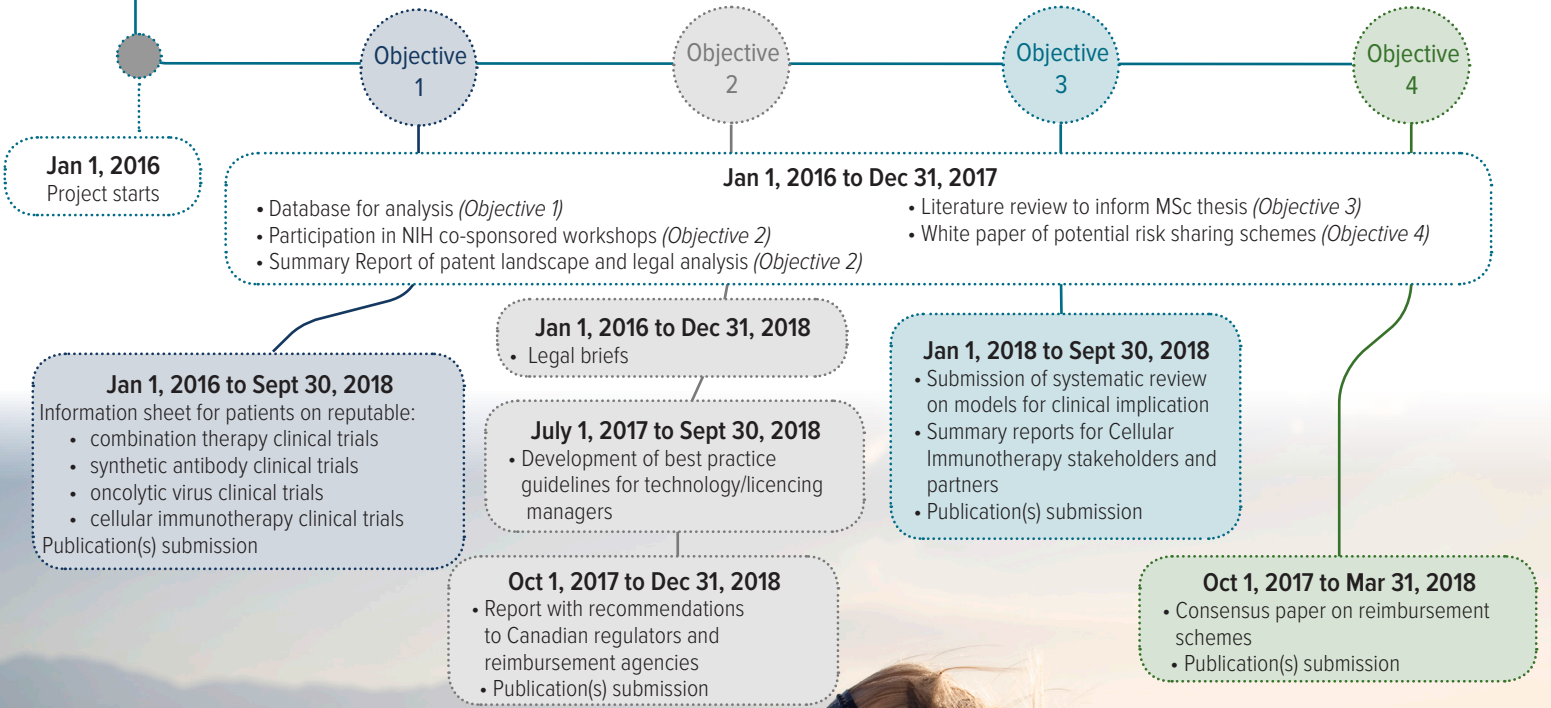 Objective
1
Objective
2
Objective
3
Objective
4
Jan 1, 2016
Project starts
Jan 1, 2016 to Dec 31, 2017
• Database for analysis (Objective 1)
• Participation in NIH co-sponsored workshops (Objective 2)
• Summary Report of patent landscape and legal analysis (Objective 2)
• Literature review to inform MSc thesis (Objective 3)
• White paper of potential risk sharing schemes (Objective 4)
Jan 1, 2016 to Sept 30, 2018
Information sheet for patients on reputable:
• combination therapy clinical trials
• synthetic antibody clinical trials
• oncolytic virus clinical trials
• cellular immunotherapy clinical trials
Publication(s) submission
Jan 1, 2016 to Dec 31, 2018
• Legal briefs
July 1, 2017 to Sept 30, 2018
• Development of best practice
guidelines for technology/licencing
managers
Oct 1, 2017 to Dec 31, 2018
• Report with recommendations
to Canadian regulators and
reimbursement agencies
• Publication(s) submission
Jan 1, 2018 to Sept 30, 2018
• Submission of systematic review
on models for clinical implication
• Summary reports for Cellular
Immunotherapy stakeholders and
partners
• Publication(s) submission
Oct 1, 2017 to Mar 31, 2018
• Consensus paper on reimbursement
schemes
• Publication(s) submission